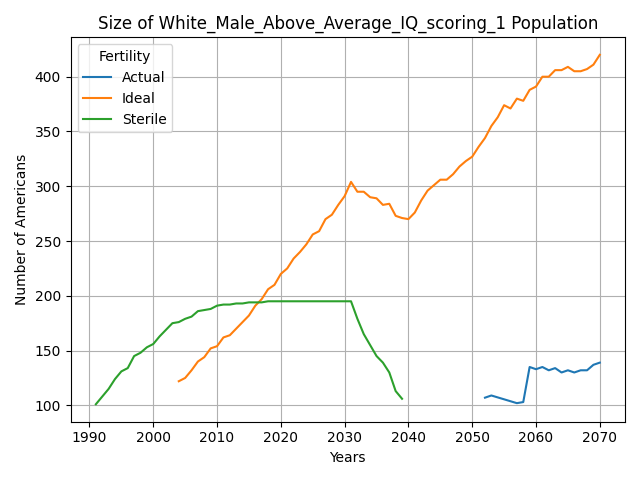 Size of White_Male_Above_Average_IQ_scoring_1 Population
Fertility
Actual
Ideal
Sterile
Number of Americans
400
350
300
250
200
150
100
1990 2000 2010 2020 2030 2040 2050 2060 2070
Years